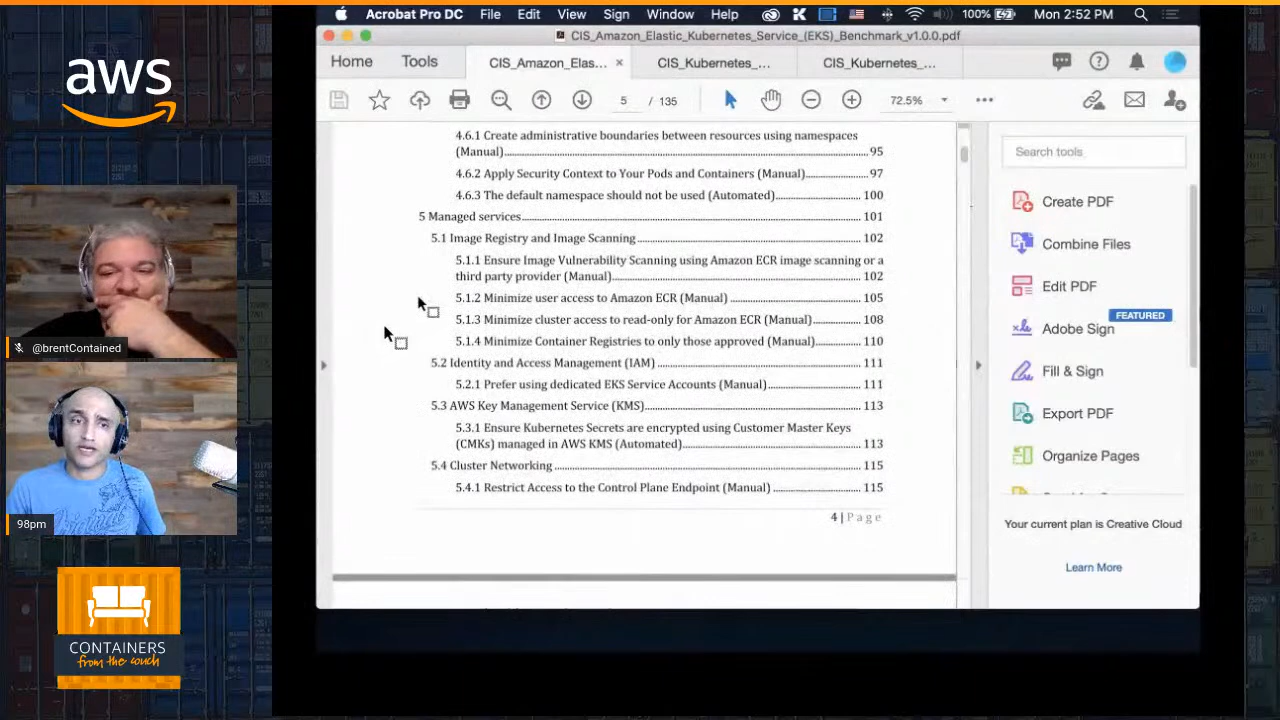 aws
@brentContained
98pm
CONTAINERS
from the couch
Acrobat Pro DC File Edit View Sign Window Help 100% Mon 2:52 PM
CIS_Amazon_Elastic_Kubernetes_Service_(EKS)_Benchmark_v1.0.0.pdf
Home Tools CIS_Amazon_Elas... × CIS_Kubernetes_... CIS_Kubernetes_...
5 / 135 72.5%
4.6.1 Create administrative boundaries between resources using namespaces
(Manual) 95
4.6.2 Apply Security Context to Your Pods and Containers (Manual) 97
4.6.3 The default namespace should not be used (Automated) 100
5 Managed services 101
5.1 Image Registry and Image Scanning 102
5.1.1 Ensure Image Vulnerability Scanning using Amazon ECR image scanning or a
third party provider (Manual) 102
5.1.2 Minimize user access to Amazon ECR (Manual) 105
5.1.3 Minimize cluster access to read-only for Amazon ECR (Manual) 108
5.1.4 Minimize Container Registries to only those approved (Manual) 110
5.2 Identity and Access Management (IAM) 111
5.2.1 Prefer using dedicated EKS Service Accounts (Manual) 111
5.3 AWS Key Management Service (KMS) 113
5.3.1 Ensure Kubernetes Secrets are encrypted using Customer Master Keys
(CMKs) managed in AWS KMS (Automated) 113
5.4 Cluster Networking 115
5.4.1 Restrict Access to the Control Plane Endpoint (Manual) 115
4 | Page
Search tools
Create PDF
Combine Files
Edit PDF
FEATURED
Adobe Sign
Fill & Sign
Export PDF
Organize Pages
Your current plan is Creative Cloud
Learn More